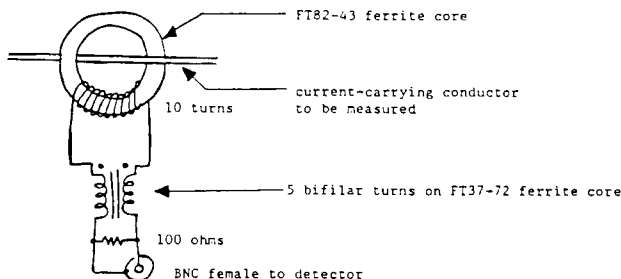 FT82-43 ferrite core
current-carrying conductor
to be measured
10 turns
5 bifilar turns on FT37-72 ferrite core
100 ohms
BNC female to detector